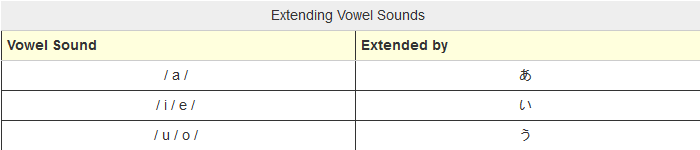 Extending Vowel Sounds
Vowel Sound Extended by
/ a / あ
/ i / e / い
/ u / o / う